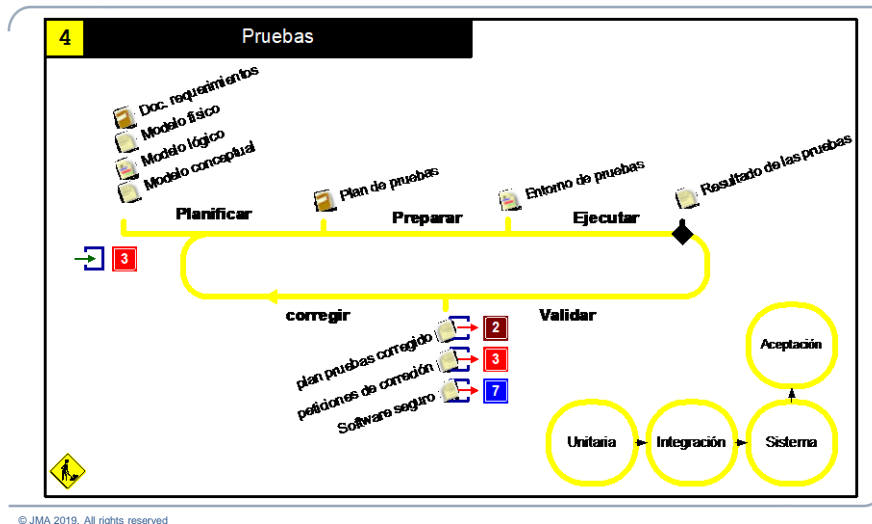 4
Pruebas
Doc. requerimientos
Modelo físico
Modelo lógico
Modelo conceptual
Plan de pruebas
Entorno de pruebas
Resultado de las pruebas
Planificar
Preparar
Ejecutar
3
corregir
Validar
plan pruebas corregido
2
peticiones de correción
3
Software seguro
7
Aceptación
Unitaria
Integración
Sistema
© JMA 2019. All rights reserved